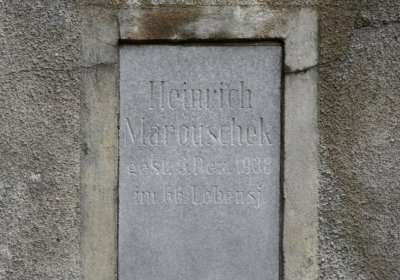 Heinrich
Marouschek
gest. 3. Dez. 1938
im 66. Lebensj.